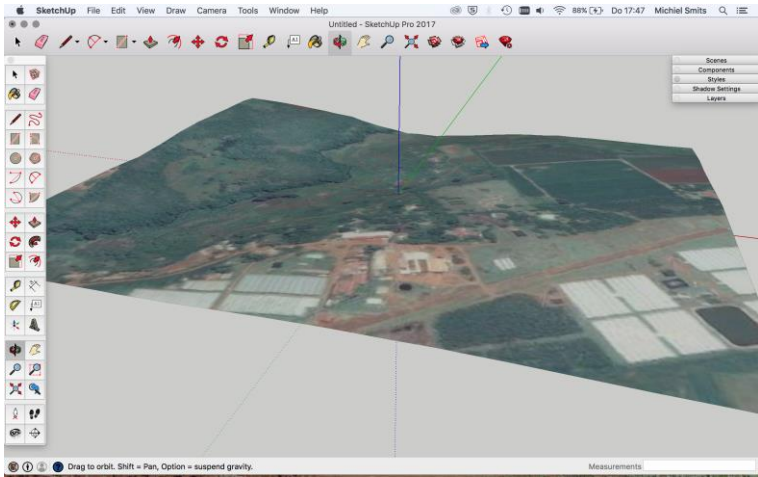 SketchUp File Edit View Draw Camera Tools Window Help 88% Do 17:47 Michiel Smits
Untitled - SketchUp Pro 2017
Scenes
Components
Styles
Shadow Settings
Layers
Drag to orbit. Shift = Pan, Option = suspend gravity. Measurements